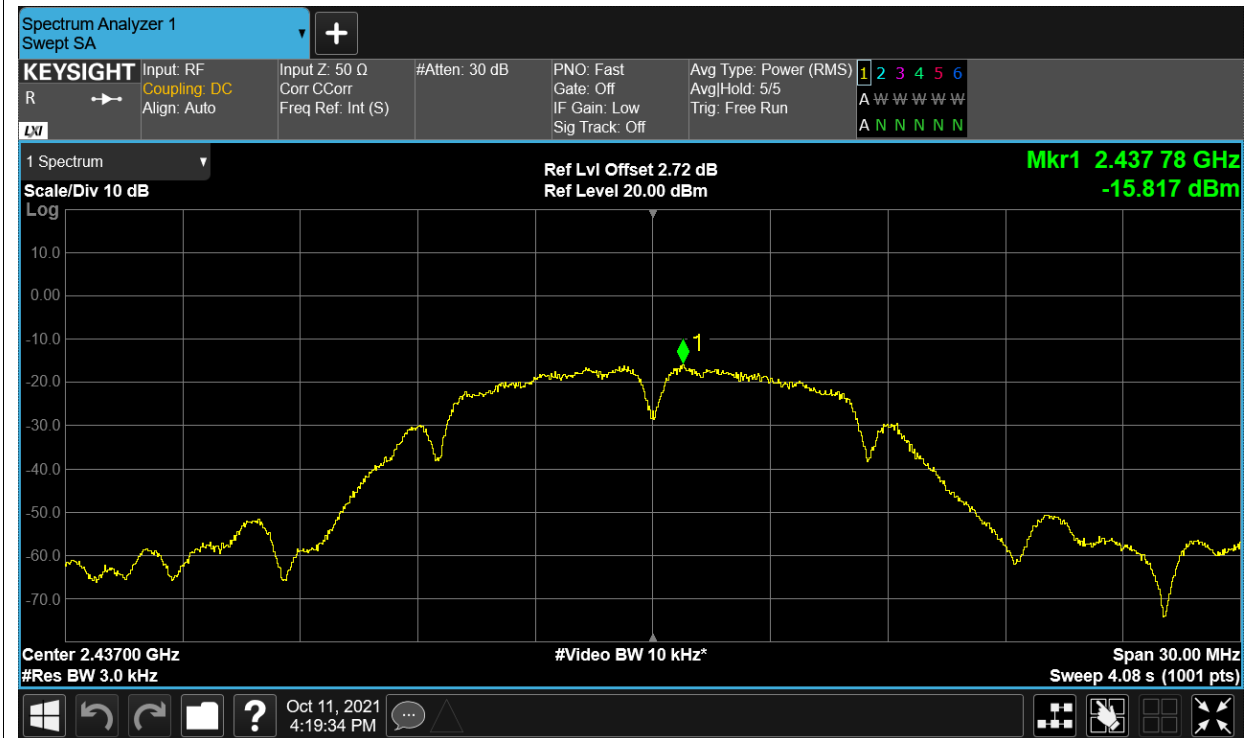 Spectrum Analyzer 1
Swept SA
KEYSIGHT
R
LXI
Input: RF
Coupling: DC
Align: Auto
Input Z: 50 Ω
Corr CCorr
Freq Ref: Int (S)
#Atten: 30 dB
PNO: Fast
Gate: Off
IF Gain: Low
Sig Track: Off
Avg Type: Power (RMS)
Avg|Hold: 5/5
Trig: Free Run
1 2 3 4 5 6
A W W W W W
A N N N N N
1 Spectrum
Scale/Div 10 dB
Log
Ref Lvl Offset 2.72 dB
Ref Level 20.00 dBm
Mkr1 2.437 78 GHz
-15.817 dBm
10.0
0.00
-10.0
1
-20.0
-30.0
-40.0
-50.0
-60.0
-70.0
Center 2.43700 GHz
#Res BW 3.0 kHz
#Video BW 10 kHz*
Span 30.00 MHz
Sweep 4.08 s (1001 pts)
?
Oct 11, 2021
4:19:34 PM